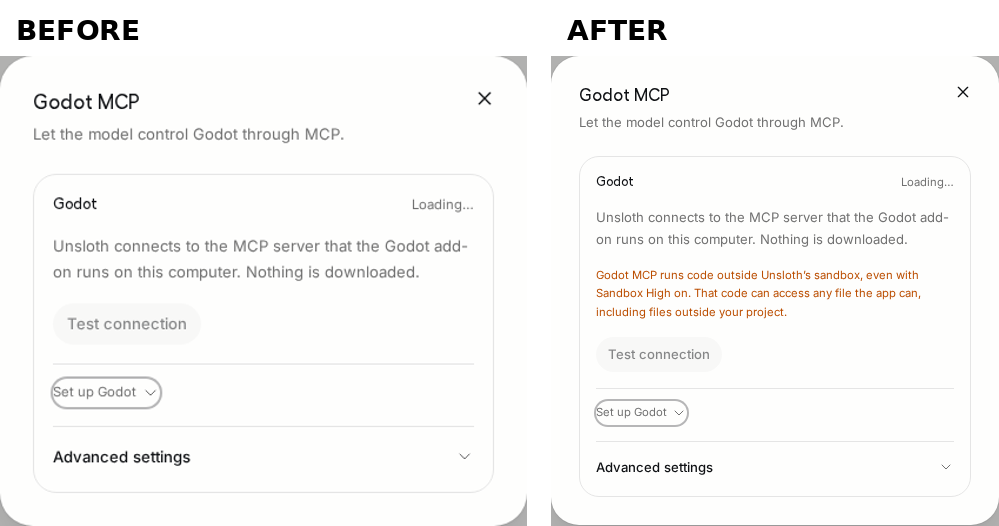 BEFORE
Godot MCP
Let the model control Godot through MCP.
Godot
Loading...
Unsloth connects to the MCP server that the Godot add-
on runs on this computer. Nothing is downloaded.
Test connection
Set up Godot
Advanced settings
AFTER
Godot MCP
Let the model control Godot through MCP.
Godot
Loading...
Unsloth connects to the MCP server that the Godot add-
on runs on this computer. Nothing is downloaded.
Godot MCP runs code outside Unsloth’s sandbox, even with
Sandbox High on. That code can access any file the app can,
including files outside your project.
Test connection
Set up Godot
Advanced settings